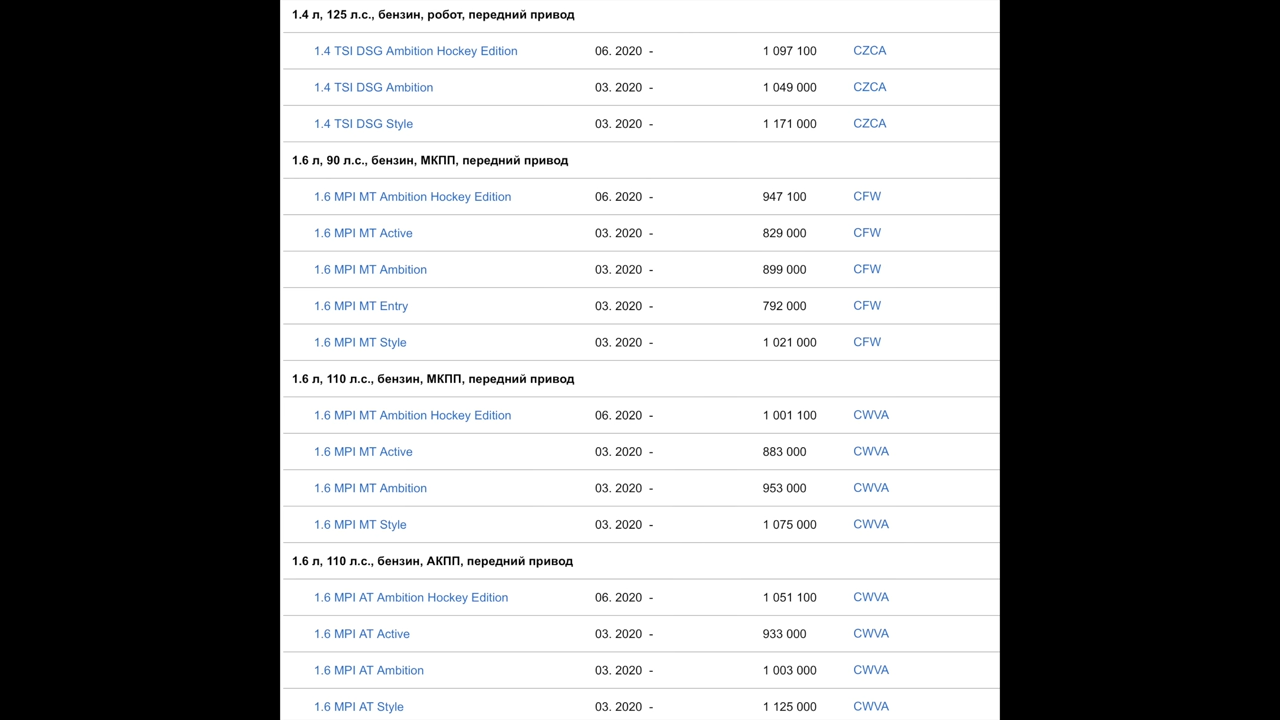 1.4 л, 125 л.с., бензин, робот, передний привод
1.4 TSI DSG Ambition Hockey Edition 06. 2020 - 1 097 100 CZCA
1.4 TSI DSG Ambition 03. 2020 - 1 049 000 CZCA
1.4 TSI DSG Style 03. 2020 - 1 171 000 CZCA
1.6 л, 90 л.с., бензин, МКПП, передний привод
1.6 MPI MT Ambition Hockey Edition 06. 2020 - 947 100 CFW
1.6 MPI MT Active 03. 2020 - 829 000 CFW
1.6 MPI MT Ambition 03. 2020 - 899 000 CFW
1.6 MPI MT Entry 03. 2020 - 792 000 CFW
1.6 MPI MT Style 03. 2020 - 1 021 000 CFW
1.6 л, 110 л.с., бензин, МКПП, передний привод
1.6 MPI MT Ambition Hockey Edition 06. 2020 - 1 001 100 CWVA
1.6 MPI MT Active 03. 2020 - 883 000 CWVA
1.6 MPI MT Ambition 03. 2020 - 953 000 CWVA
1.6 MPI MT Style 03. 2020 - 1 075 000 CWVA
1.6 л, 110 л.с., бензин, АКПП, передний привод
1.6 MPI AT Ambition Hockey Edition 06. 2020 - 1 051 100 CWVA
1.6 MPI AT Active 03. 2020 - 933 000 CWVA
1.6 MPI AT Ambition 03. 2020 - 1 003 000 CWVA
1.6 MPI AT Style 03. 2020 - 1 125 000 CWVA